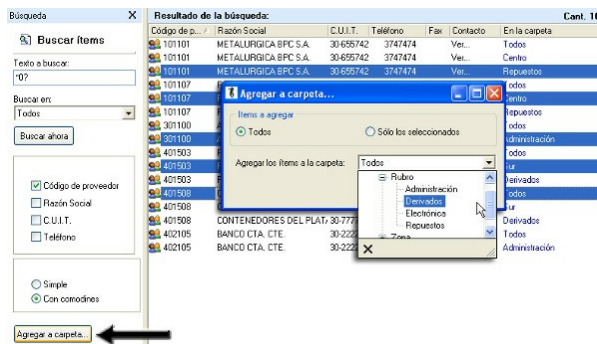 Búsqueda X
Buscar ítems
Texto a buscar:
*0?
Buscar en:
Todos
Buscar ahora
Código de proveedor
Razón Social
C.U.I.T.
Teléfono
Simple
Con comodines
Agregar a carpeta...
Resultado de la búsqueda: Cant. 10
Código de p... / Razón Social C.U.I.T. Teléfono Fax Contacto En la carpeta
101101 METALURGICA BPC S.A. 30-655742 3747474 Ver... Todos
101101 METALURGICA BPC S.A. 30-655742 3747474 Ver... Centro
101101 METALURGICA BPC S.A. 30-655742 3747474 Ver... Repuestos
101107 Todos
101107 Centro
101107 Repuestos
301100 Todos
301100 Administración
401503 Todos
401503 Sur
401503 Derivados
401508 Todos
401508 Sur
401508 CONTENEDORES DEL PLATA 30-7777 Derivados
402105 BANCO CTA. CTE. 30-2222 Todos
402105 BANCO CTA. CTE. 30-2222 Administración
Agregar a carpeta...
Items a agregar
Todos Sólo los seleccionados
Agregar los ítems a la carpeta: Todos
Rubro
Administración
Derivados
Electrónica
Repuestos
Zona